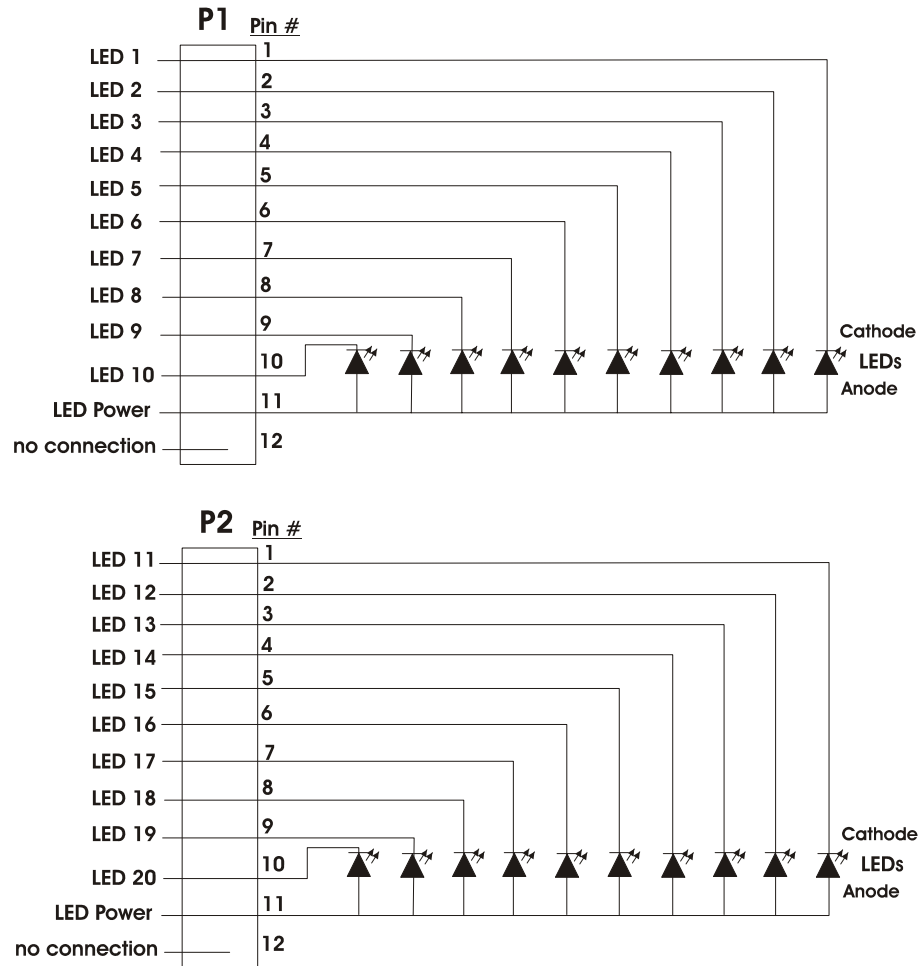 P1 Pin #
LED 1 1
LED 2 2
LED 3 3
LED 4 4
LED 5 5
LED 6 6
LED 7 7
LED 8 8
LED 9 9
Cathode
LEDs
Anode
LED 10 10
LED Power 11
no connection 12
P2 Pin #
LED 11 1
LED 12 2
LED 13 3
LED 14 4
LED 15 5
LED 16 6
LED 17 7
LED 18 8
LED 19 9
Cathode
LEDs
Anode
LED 20 10
LED Power 11
no connection 12